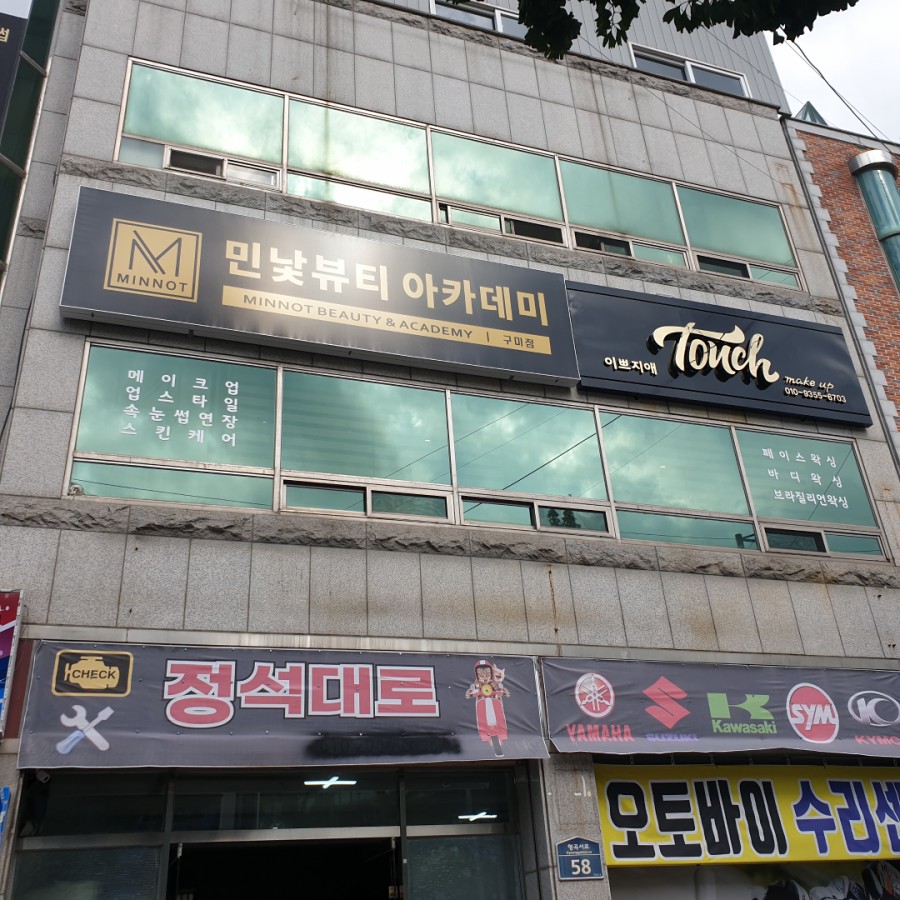 MINNOT
민낯뷰티 아카데미
MINNOT BEAUTY & ACADEMY | 구미점
이쁘지애
Touch
make up
010-9355-6703
메이크업
업스타일
속눈썹연장
스킨케어
페이스왁싱
바디왁싱
브라질리언왁싱
CHECK
정석대로
YAMAHA
SUZUKI
Kawasaki
SYM
KYMC
오토바이 수리센
58